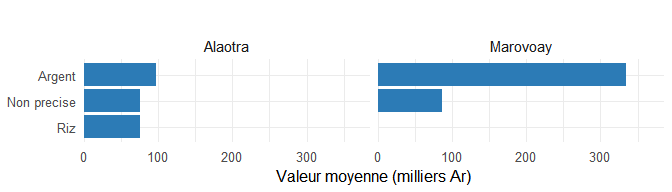 Alaotra Marovoay
Argent
Non precise
Riz
0 100 200 300 0 100 200 300
Valeur moyenne (milliers Ar)